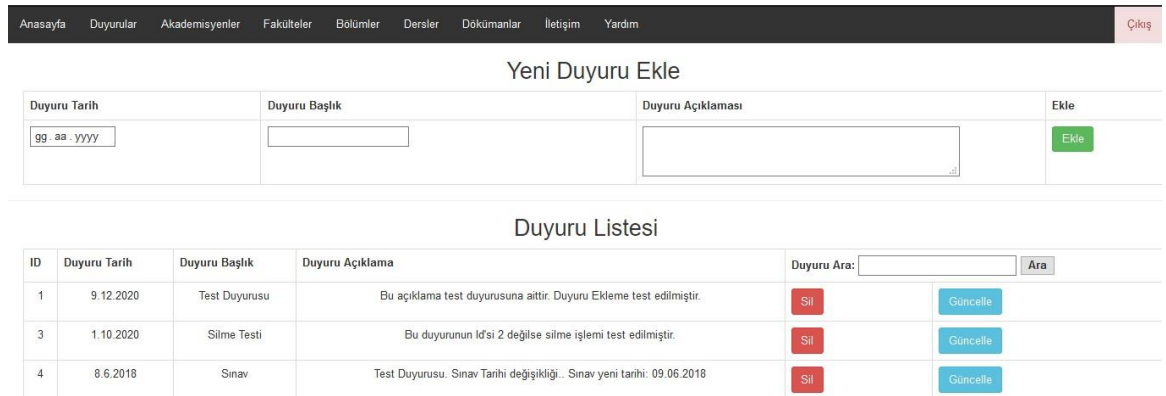 Anasayfa Duyurular Akademisyenler Fakülteler Bölümler Dersler Dökümanlar İletişim Yardım Çıkış
Yeni Duyuru Ekle
Duyuru Tarih Duyuru Başlık Duyuru Açıklaması Ekle
gg. aa. yyyy Ekle
Duyuru Listesi
ID Duyuru Tarih Duyuru Başlık Duyuru Açıklama Duyuru Ara: Ara
1 9.12.2020 Test Duyurusu Bu açıklama test duyurusuna aittir. Duyuru Ekleme test edilmiştir. Sil Güncelle
3 1.10.2020 Silme Testi Bu duyurunun Id'si 2 değilse silme işlemi test edilmiştir. Sil Güncelle
4 8.6.2018 Sınav Test Duyurusu. Sınav Tarihi değişikliği.. Sınav yeni tarihi: 09.06.2018 Sil Güncelle